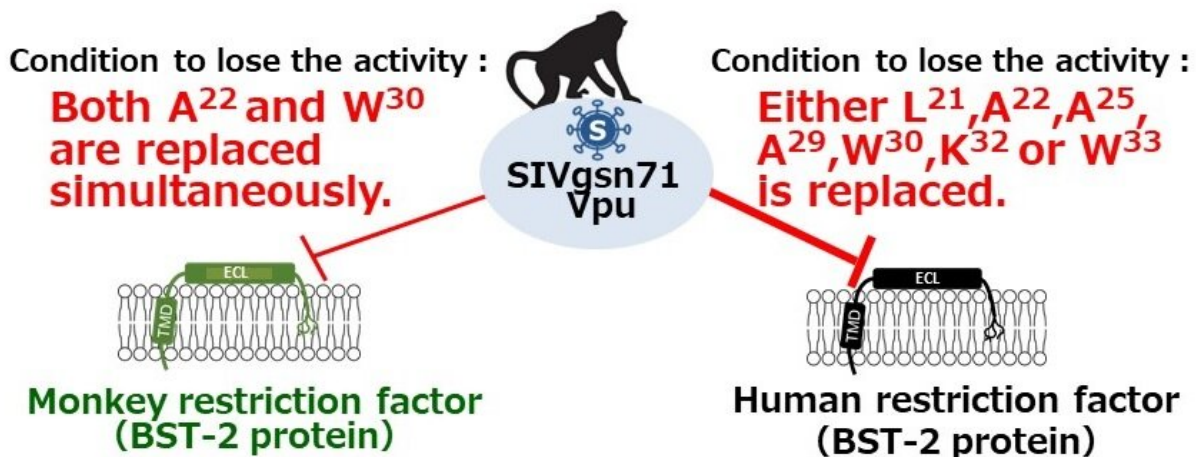 Condition to lose the activity :
Both A²² and W³⁰
are replaced
simultaneously.
S
SIVgsn71
Vpu
Condition to lose the activity :
Either L²¹,A²²,A²⁵,
A²⁹,W³⁰,K³² or W³³
is replaced.
ECL
TMD
Monkey restriction factor
(BST-2 protein)
ECL
TMD
Human restriction factor
(BST-2 protein)